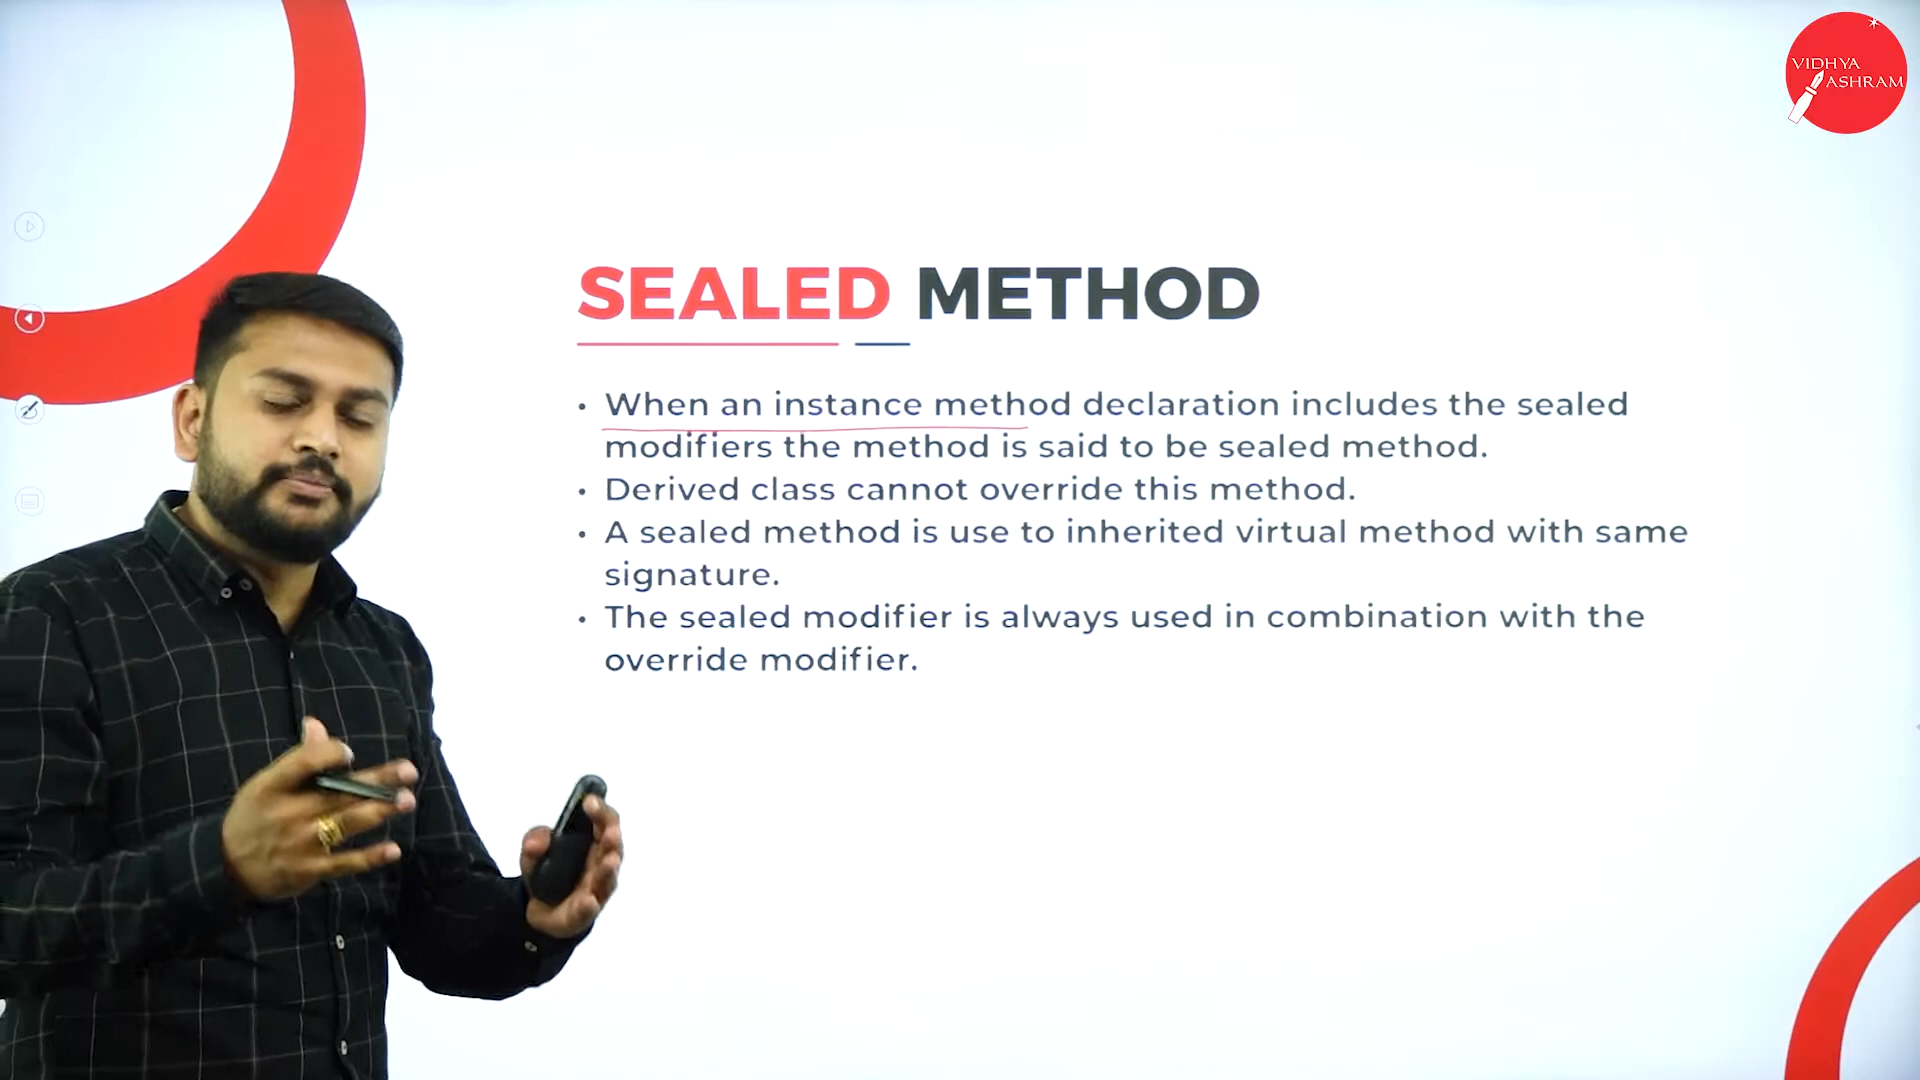 VIDHYA
ASHRAM
SEALED METHOD
• When an instance method declaration includes the sealed
modifiers the method is said to be sealed method.
• Derived class cannot override this method.
• A sealed method is use to inherited virtual method with same
signature.
• The sealed modifier is always used in combination with the
override modifier.